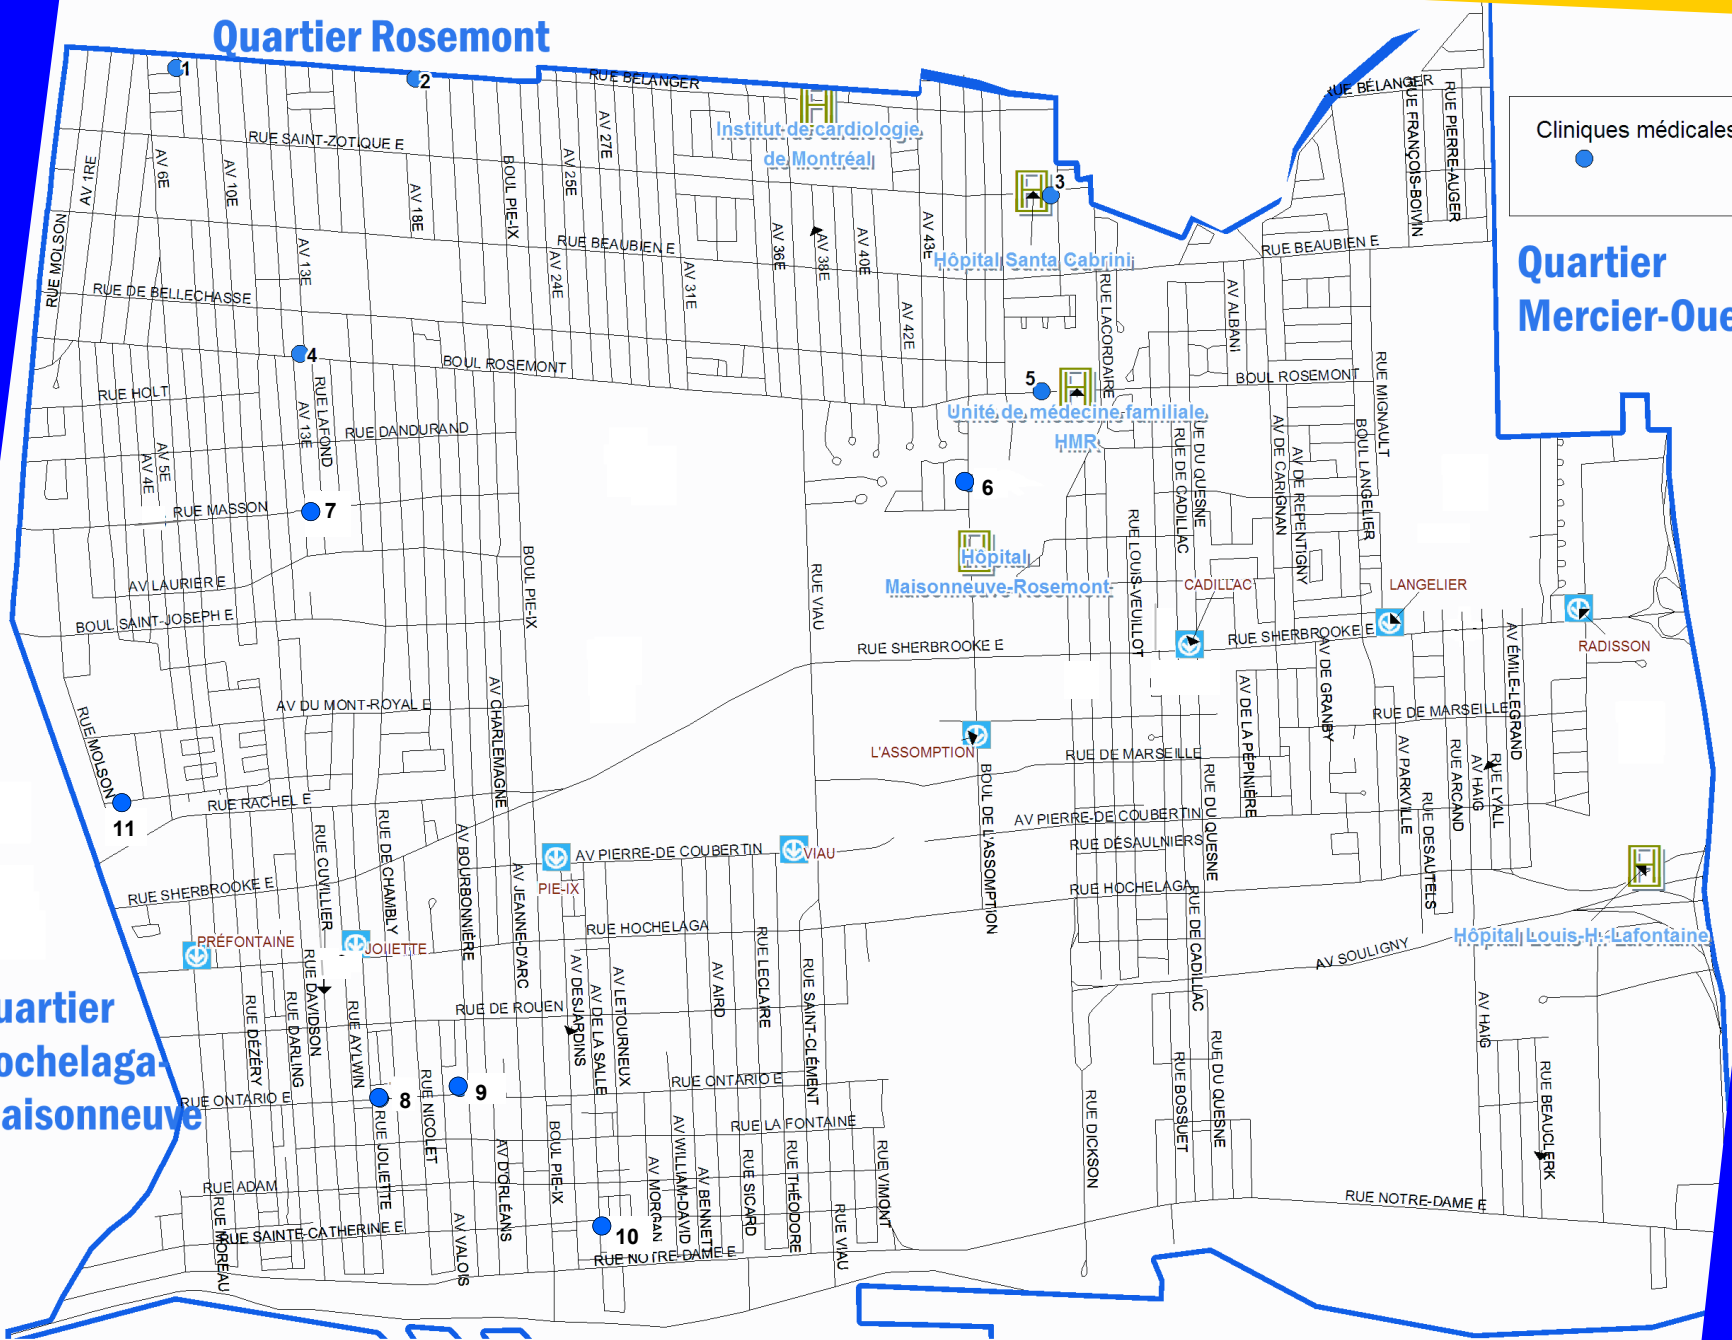 Quartier Rosemont
1
2
RUE BÉLANGER
RUE BÉLANGER
Cliniques médicales
Institut de cardiologie
de Montréal
RUE SAINT-ZOTIQUE E
AV 1RE
AV 6E
AV 10E
AV 18E
BOUL PIE-IX
AV 25E
AV 27E
3
RUE FRANÇOIS-BOIVIN
RUE PIERRE-AUGER
RUE MOLSON
AV 13E
RUE BEAUBIEN E
AV 24E
AV 31E
AV 36E
AV 38E
AV 40E
AV 43E
Hôpital Santa Cabrini
RUE BEAUBIEN E
Quartier
Mercier-Oue
RUE DE BELLECHASSE
AV 42E
RUE LACORDAIRE
AV ALBANI
4
BOUL ROSEMONT
5
BOUL ROSEMONT
RUE MIGNAULT
RUE HOLT
RUE LAFOND
AV 13E
RUE DANDURAND
Unité de médecine familiale
HMR
AV 5E
AV 4E
RUE DE CADILLAC
RUE DU QUESNE
AV DE CARIGNAN
AV DE REPENTIGNY
BOUL LANGELIER
6
RUE MASSON
7
RUE LOUIS-VEUILLOT
Hôpital
Maisonneuve-Rosemont
BOUL PIE-IX
RUE VIAU
AV LAURIER E
CADILLAC
LANGELIER
BOUL SAINT-JOSEPH E
RUE SHERBROOKE E
RUE SHERBROOKE E
RADISSON
AV DE GRANBY
AV ÉMILE-LEGRAND
RUE MOLSON
AV DU MONT-ROYAL E
AV CHARLEMAGNE
AV DE LA PÉPINIÈRE
RUE DE MARSEILLE
L'ASSOMPTION
RUE DE MARSEILLE
AV PARKVILLE
RUE ARCAND
AV HAIG
RUE LYALL
BOUL DE L'ASSOMPTION
RUE DU QUESNE
RUE DESAUTELS
11
RUE RACHEL E
RUE CUVILLIER
RUE DE CHAMBLY
AV BOURBONNIÈRE
AV PIERRE-DE COUBERTIN
RUE DÉSAULNIERS
AV PIERRE-DE COUBERTIN
VIAU
PIE-IX
AV JEANNE-D'ARC
RUE SHERBROOKE E
RUE HOCHELAGA
RUE DE CADILLAC
PRÉFONTAINE
JOLIETTE
RUE HOCHELAGA
Hôpital Louis-H. Lafontaine
AV SOULIGNY
RUE DAVIDSON
RUE DÉZÉRY
RUE DARLING
RUE AYLWIN
RUE DE ROUEN
AV DESJARDINS
AV DE LA SALLE
AV LETOURNEUX
AV AIRD
RUE LECLAIRE
RUE SAINT-CLÉMENT
AV HAIG
uartier
ochelaga-
aisonneuve
RUE ONTARIO E
8
RUE NICOLET
9
RUE ONTARIO E
RUE BOSSUET
RUE DU QUESNE
RUE DICKSON
RUE BEAUCLERK
RUE JOLIETTE
RUE LA FONTAINE
AV D'ORLÉANS
BOUL PIE-IX
AV MORGAN
AV WILLIAM-DAVID
AV BENNETT
RUE SICARD
RUE THÉODORE
RUE VIMONT
RUE ADAM
RUE MOREAU
RUE SAINTE-CATHERINE E
AV VALOIS
10
RUE VIAU
RUE NOTRE-DAME E
RUE NOTRE-DAME E